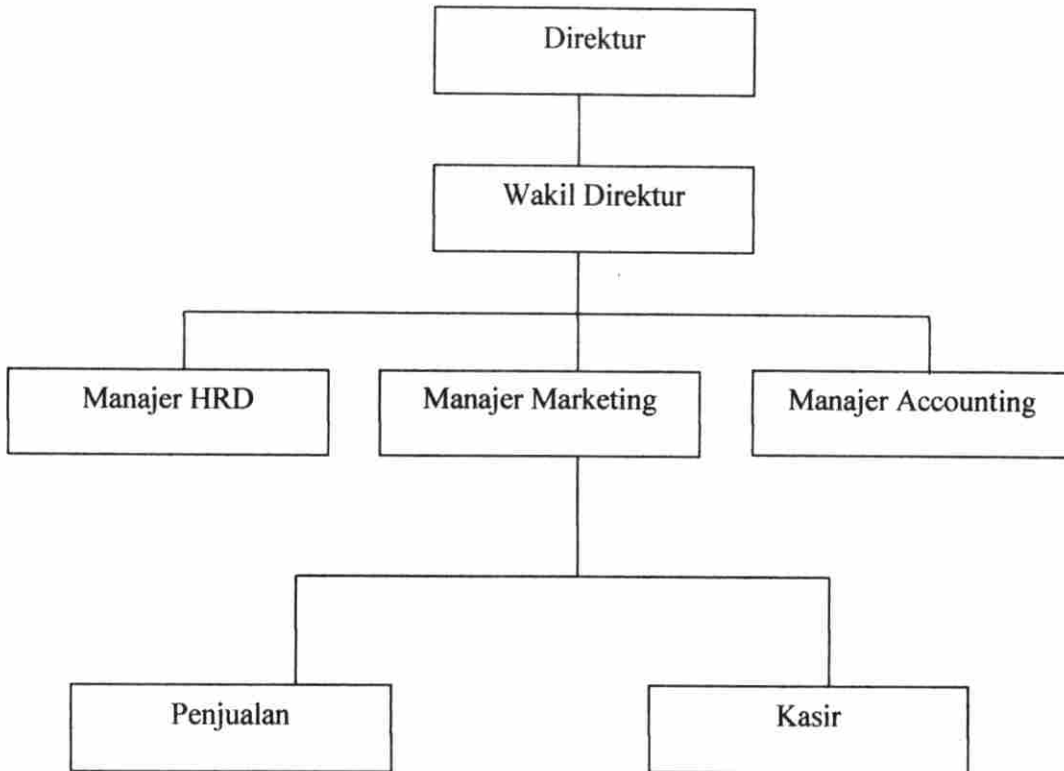 Direktur
Wakil Direktur
Manajer HRD
Manajer Marketing
Manajer Accounting
Penjualan
Kasir